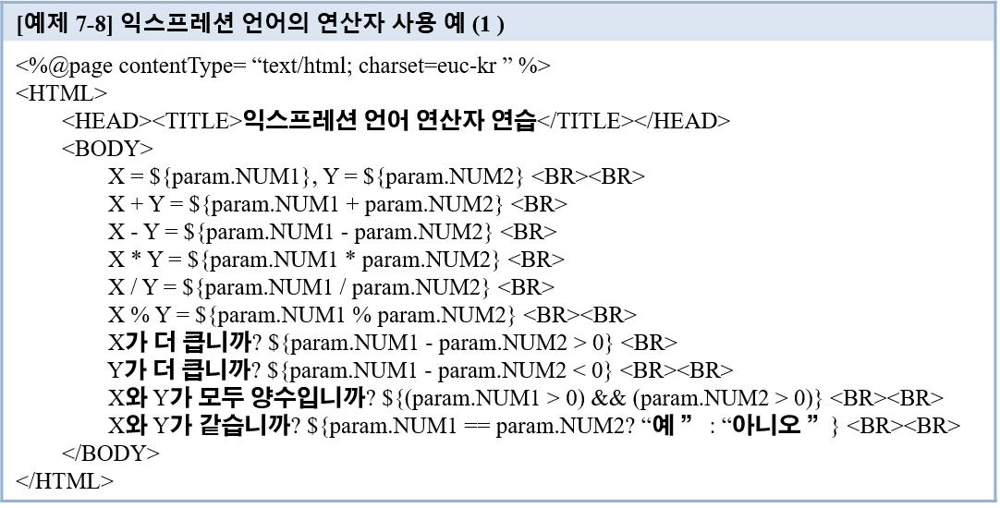 [예제 7-8] 익스프레션 언어의 연산자 사용 예 (1 )
<%@page contentType= “text/html; charset=euc-kr ” %>
<HTML>
<HEAD><TITLE>익스프레션 언어 연산자 연습</TITLE></HEAD>
<BODY>
X = ${param.NUM1}, Y = ${param.NUM2} <BR><BR>
X + Y = ${param.NUM1 + param.NUM2} <BR>
X - Y = ${param.NUM1 - param.NUM2} <BR>
X * Y = ${param.NUM1 * param.NUM2} <BR>
X / Y = ${param.NUM1 / param.NUM2} <BR>
X % Y = ${param.NUM1 % param.NUM2} <BR><BR>
X가 더 큽니까? ${param.NUM1 - param.NUM2 > 0} <BR>
Y가 더 큽니까? ${param.NUM1 - param.NUM2 < 0} <BR><BR>
X와 Y가 모두 양수입니까? ${(param.NUM1 > 0) && (param.NUM2 > 0)} <BR><BR>
X와 Y가 같습니까? ${param.NUM1 == param.NUM2? “예 ” : “아니오 ” } <BR><BR>
</BODY>
</HTML>